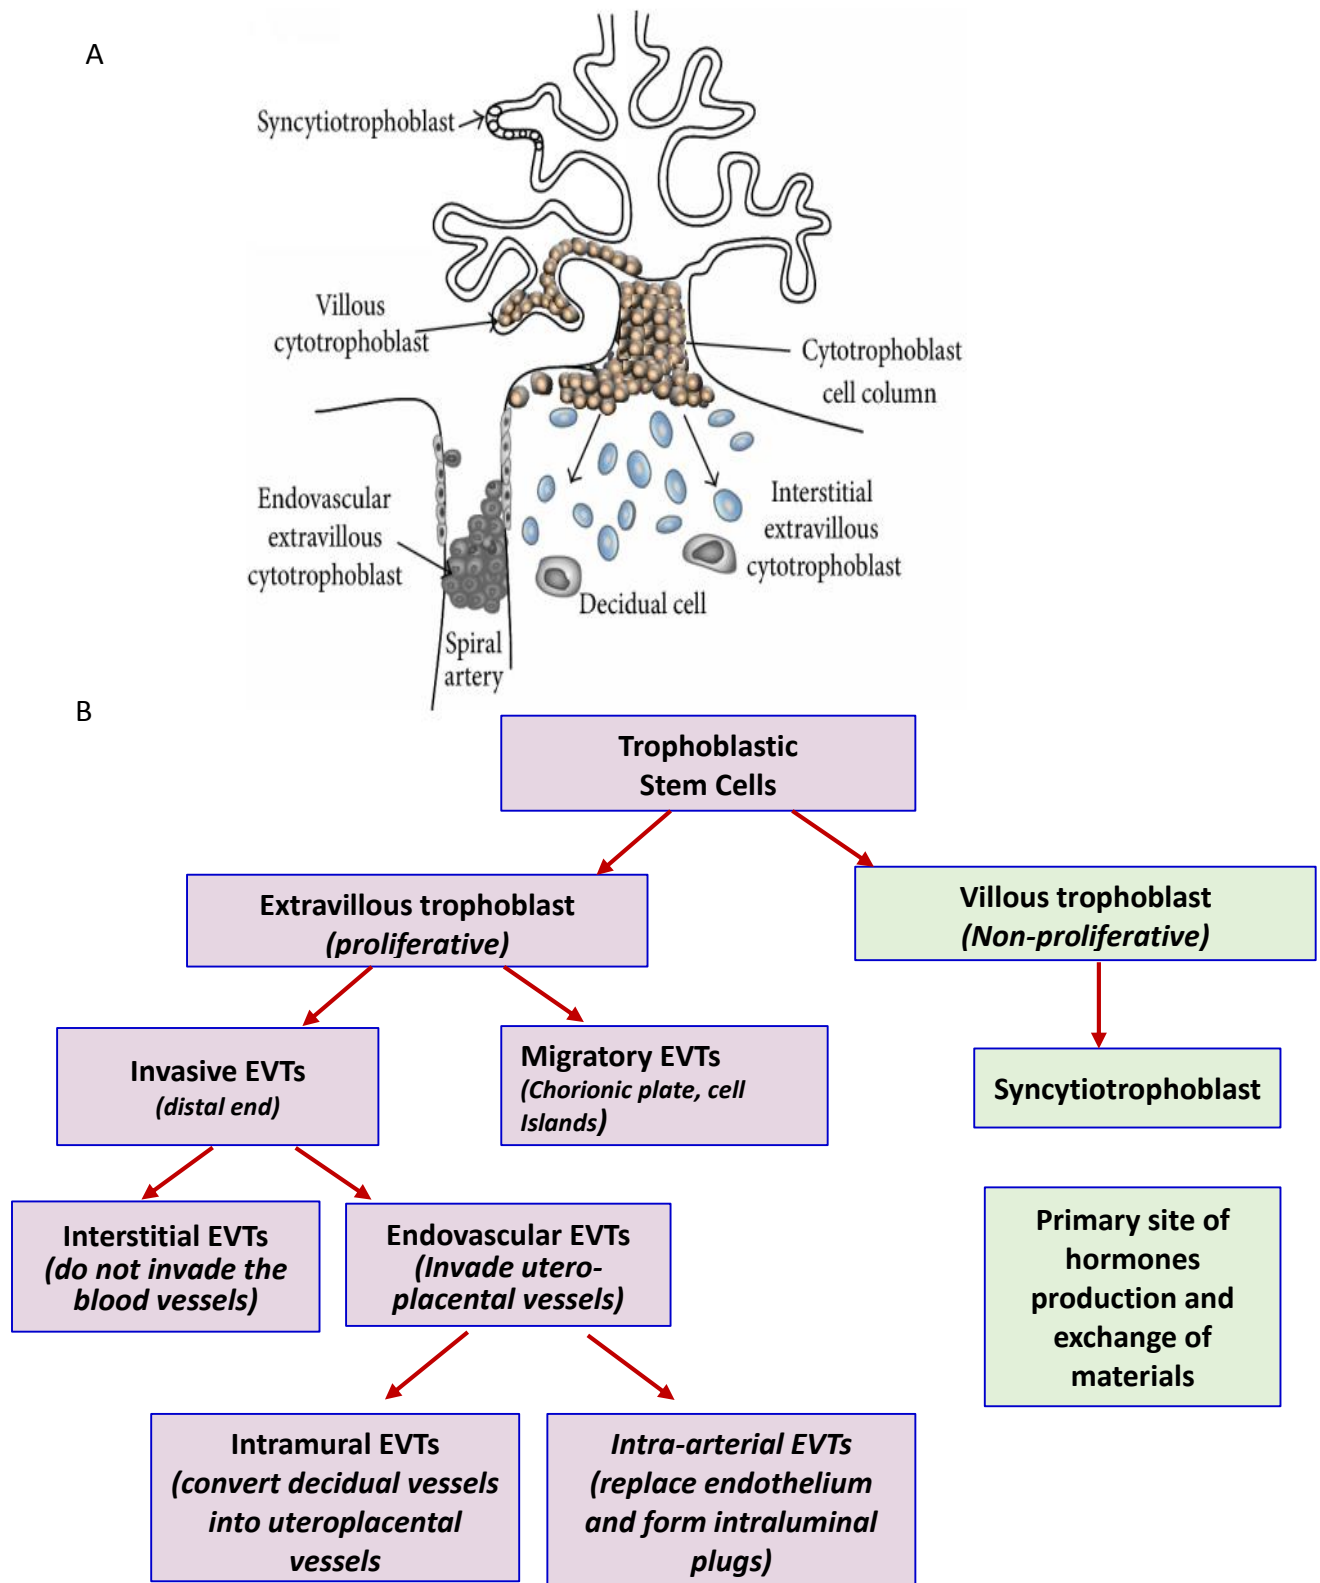 A
Syncytiotrophoblast
Villous
cytotrophoblast
Cytotrophoblast
cell column
Endovascular
extravillous
cytotrophoblast
Interstitial
extravillous
cytotrophoblast
Decidual cell
Spiral
artery
B
Trophoblastic
Stem Cells
Extravillous trophoblast
(proliferative)
Villous trophoblast
(Non-proliferative)
Invasive EVTs
(distal end)
Migratory EVTs
(Chorionic plate, cell
Islands)
Syncytiotrophoblast
Interstitial EVTs
(do not invade the
blood vessels)
Endovascular EVTs
(Invade utero-
placental vessels)
Primary site of
hormones
production and
exchange of
materials
Intramural EVTs
(convert decidual vessels
into uteroplacental
vessels
Intra-arterial EVTs
(replace endothelium
and form intraluminal
plugs)